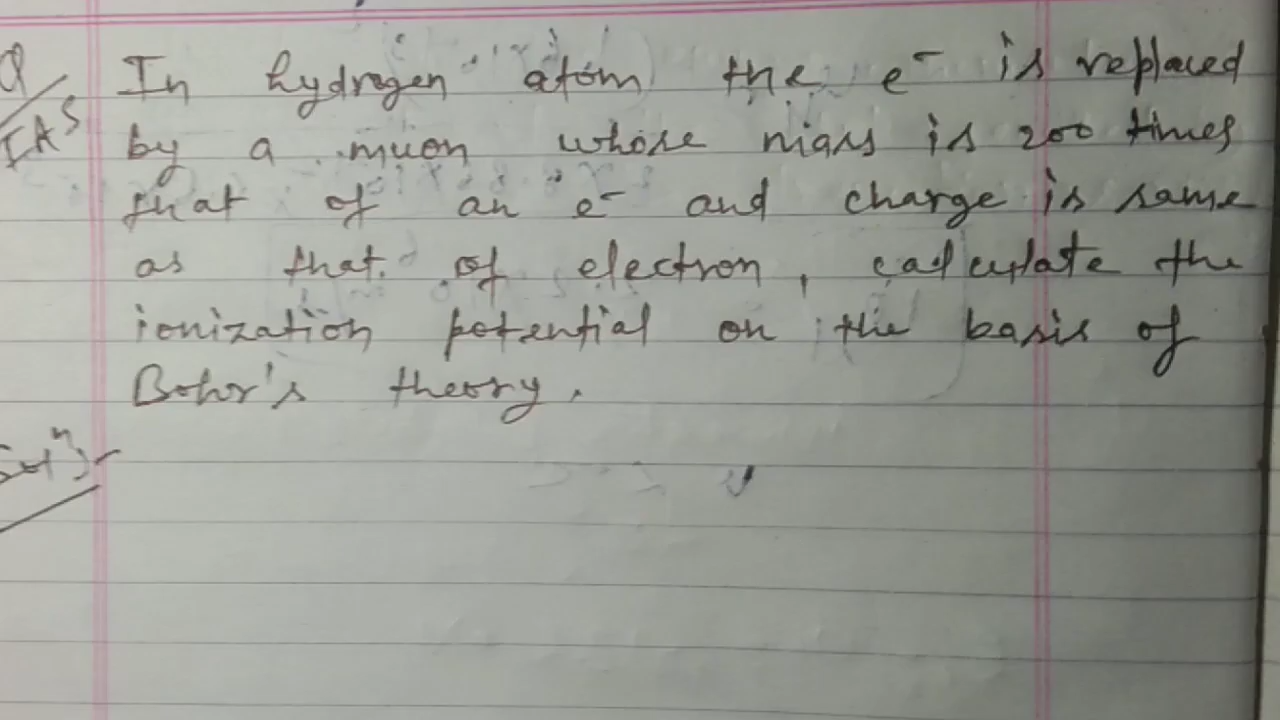 Q/ In hydrogen atom the e⁻ is replaced
IAS by a muon whose mass is 200 times
that of an e⁻ and charge is same
as that of electron, calculate the
ionization potential on the basis of
Bohr's theory.
Solⁿ:-